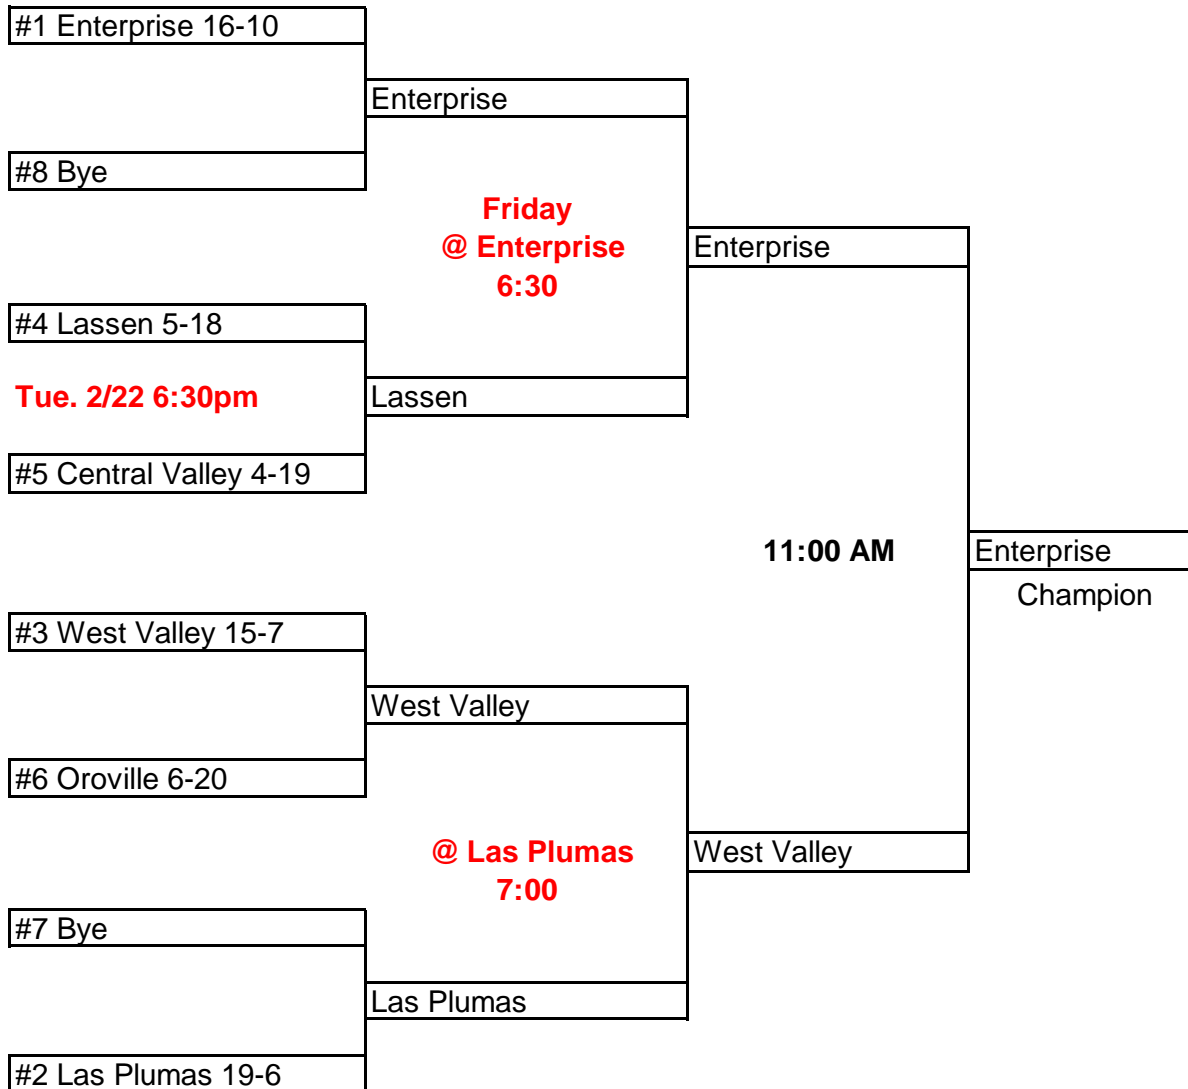 #1 Enterprise 16-10
Enterprise
#8 Bye
Friday
@ Enterprise
6:30
Enterprise
#4 Lassen 5-18
Tue. 2/22 6:30pm
Lassen
#5 Central Valley 4-19
11:00 AM
Enterprise
Champion
#3 West Valley 15-7
West Valley
#6 Oroville 6-20
@ Las Plumas
7:00
West Valley
#7 Bye
Las Plumas
#2 Las Plumas 19-6